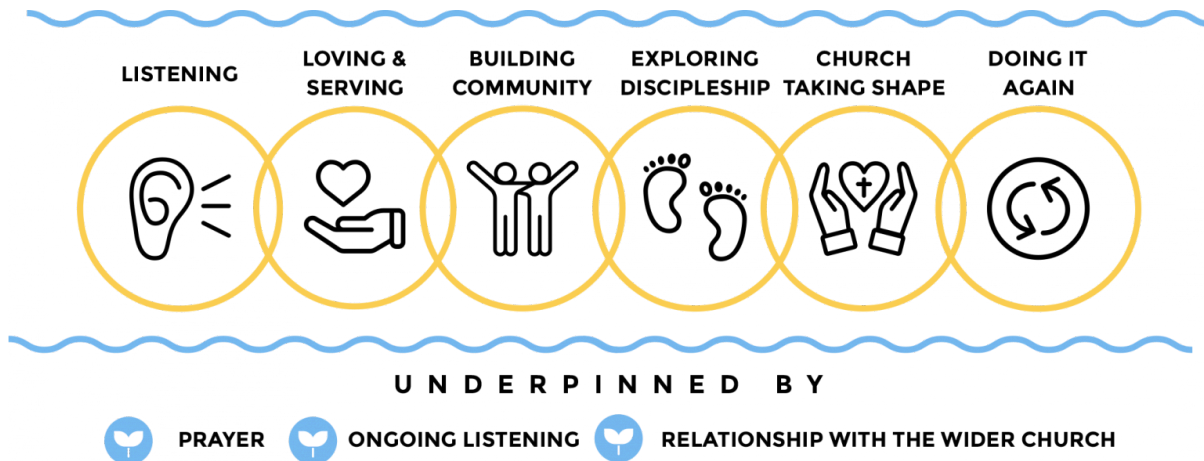 LISTENING
LOVING &
SERVING
BUILDING
COMMUNITY
EXPLORING
DISCIPLESHIP
CHURCH
TAKING SHAPE
DOING IT
AGAIN
UNDERPINNED BY
PRAYER
ONGOING LISTENING
RELATIONSHIP WITH THE WIDER CHURCH